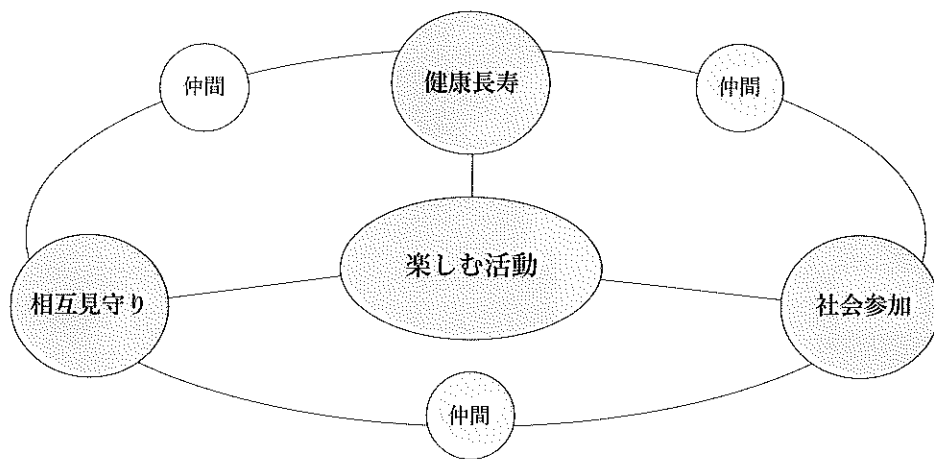 健康長寿
仲間
仲間
楽しむ活動
相互見守り
社会参加
仲間